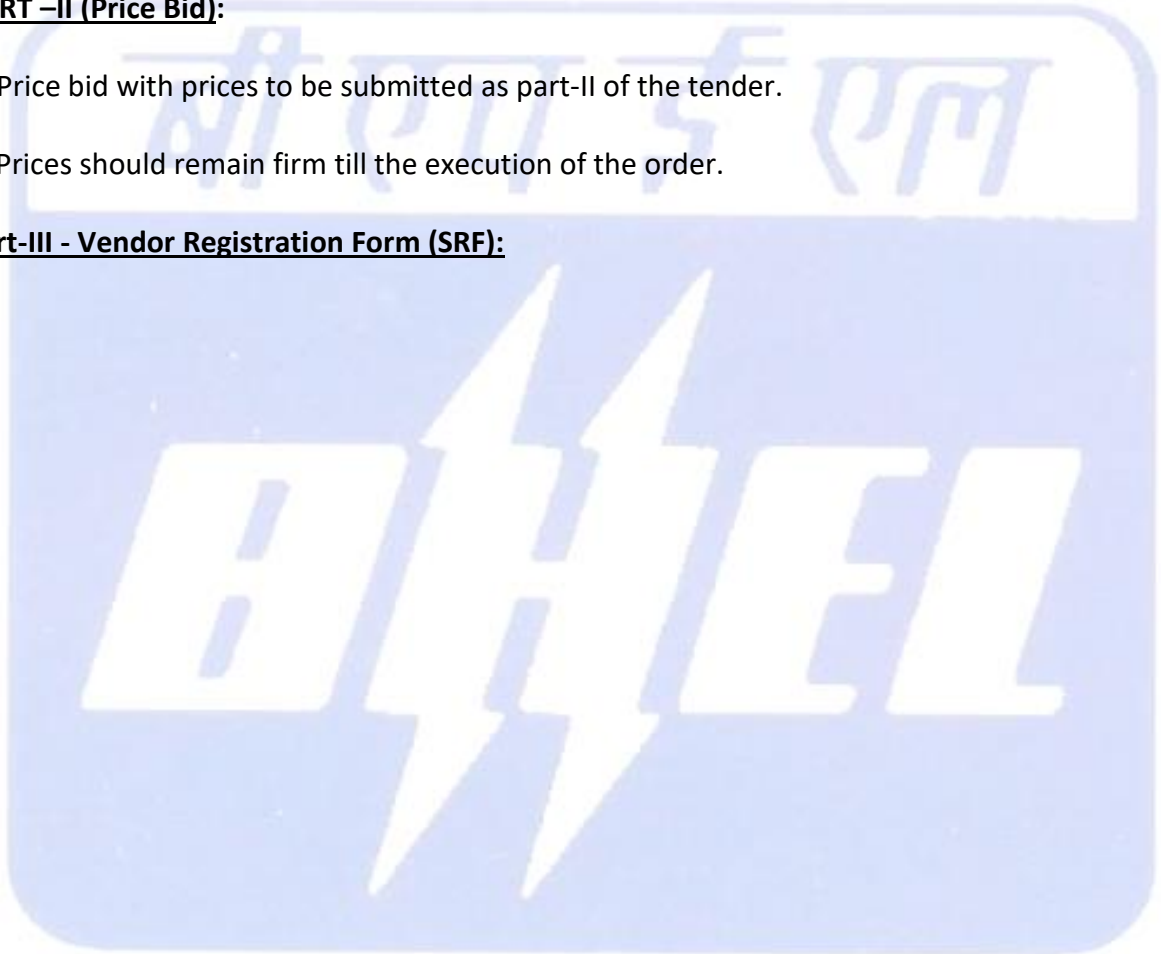 RT –II (Price Bid):
बी एच ई एल
Price bid with prices to be submitted as part-II of the tender.
Prices should remain firm till the execution of the order.
rt-III - Vendor Registration Form (SRF):
BHEL